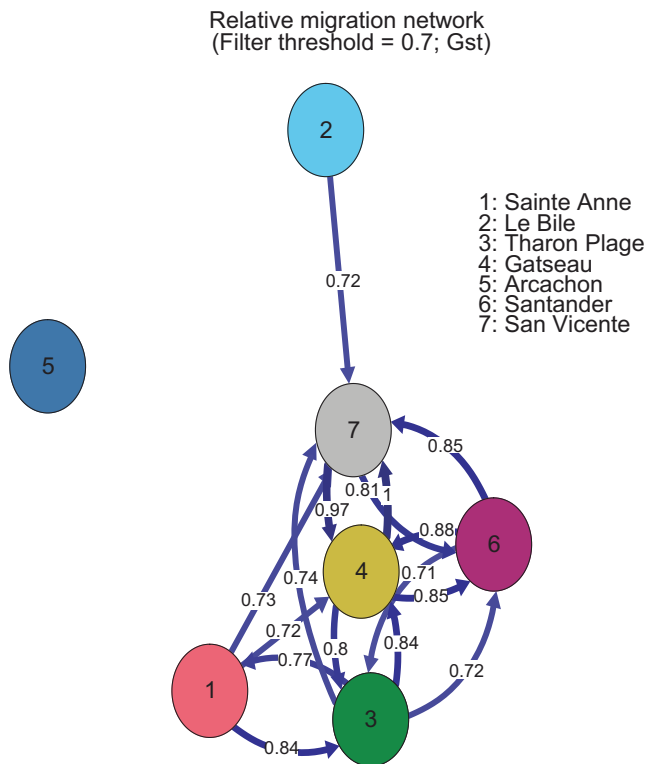 Relative migration network
(Filter threshold = 0.7; Gst)
2
1: Sainte Anne
2: Le Bile
3: Tharon Plage
4: Gatseau
5: Arcachon
6: Santander
7: San Vicente
0.72
5
7
0.85
0.81
1
0.97
0.88
6
4
0.71
0.74
0.85
0.73
0.72
0.8
0.84
0.77
0.72
1
3
0.84